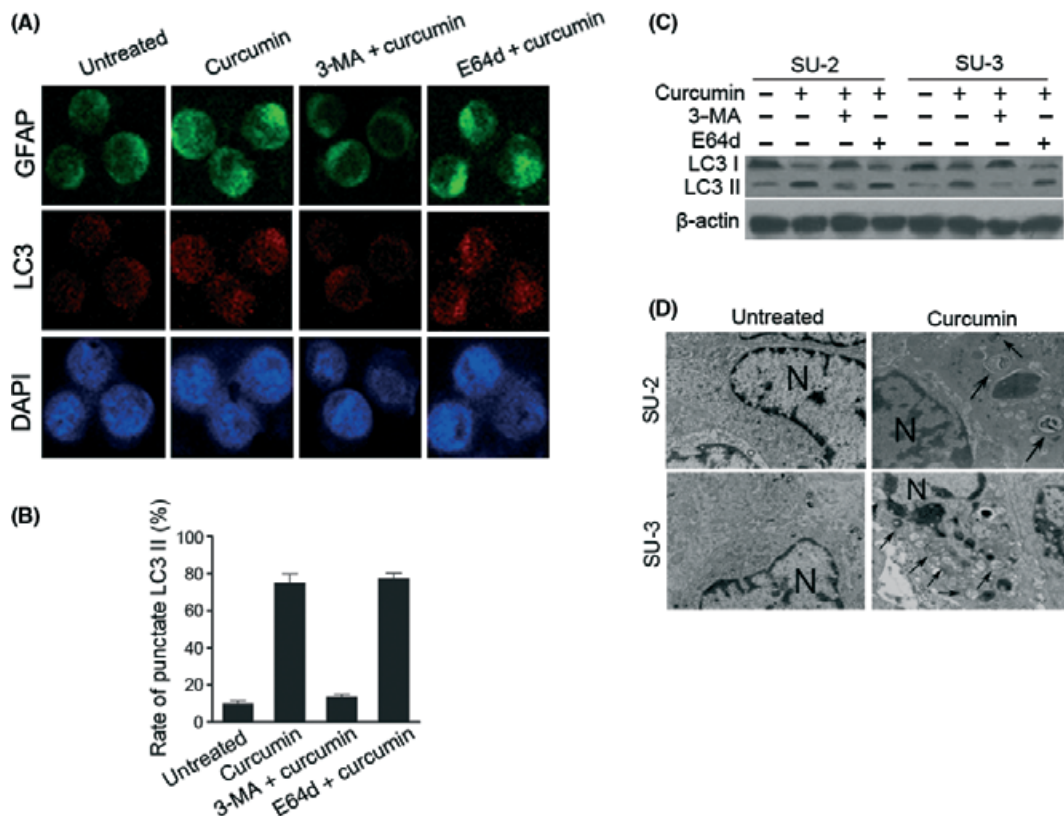 (A)
Untreated
Curcumin
3-MA + curcumin
E64d + curcumin
GFAP
LC3
DAPI
(B)
Rate of punctate LC3 II (%)
100
80
60
40
20
0
Untreated
Curcumin
3-MA + curcumin
E64d + curcumin
(C)
SU-2 SU-3
Curcumin − + + + − + + +
3-MA + +
E64d + +
LC3 I
LC3 II
β-actin
(D)
Untreated Curcumin
SU-2
N
N
SU-3
N
N